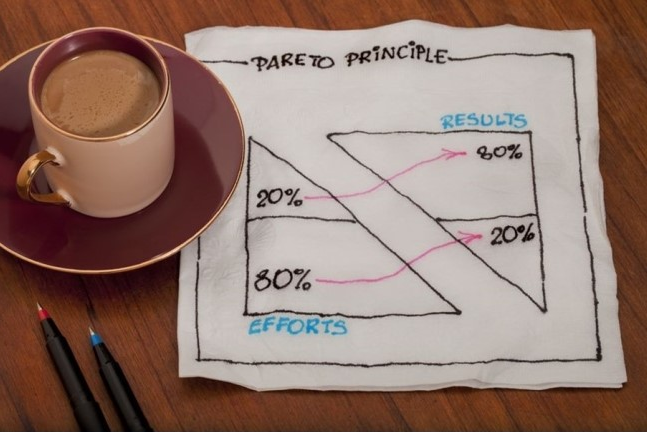 PARETO PRINCIPLE
RESULTS
80%
20%
20%
80%
EFFORTS